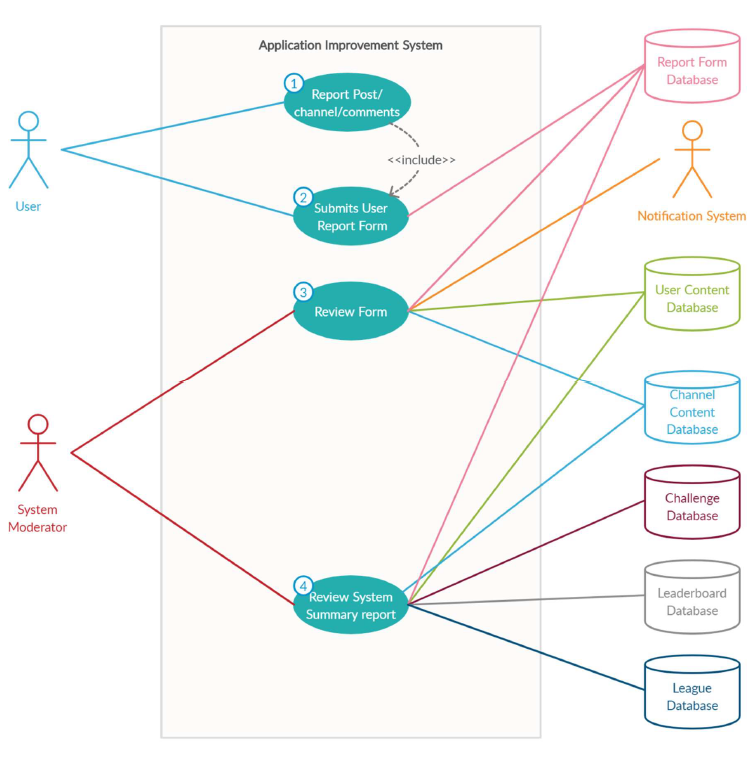 Application Improvement System
1
Report Post/
channel/comments
<<include>>
2
Submits User
Report Form
3
Review Form
4
Review System
Summary report
User
System
Moderator
Report Form
Database
Notification System
User Content
Database
Channel
Content
Database
Challenge
Database
Leaderboard
Database
League
Database